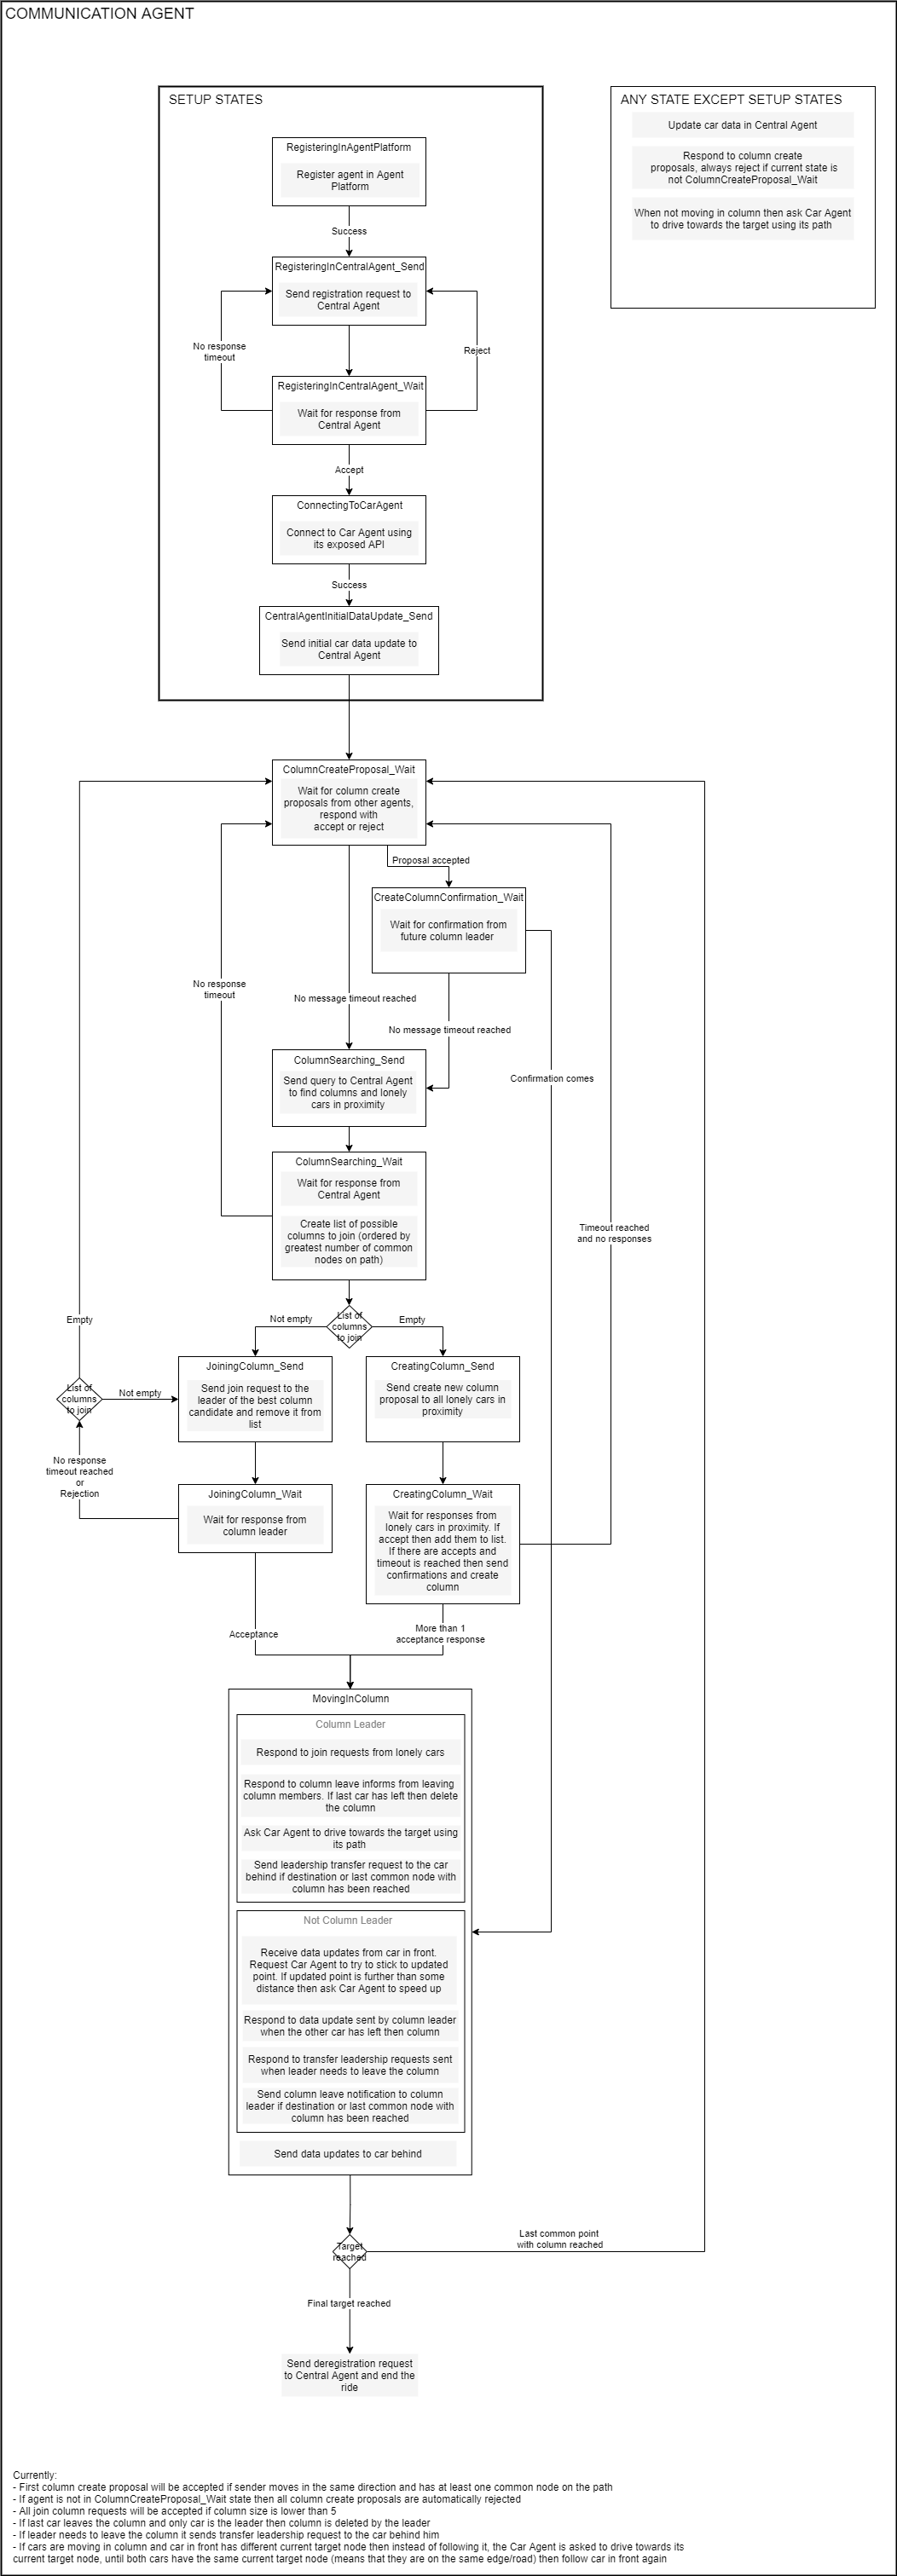 COMMUNICATION AGENT
SETUP STATES
RegisteringInAgentPlatform
Register agent in Agent
Platform
Success
RegisteringInCentralAgent_Send
Send registration request to
Central Agent
No response
timeout
Reject
RegisteringInCentralAgent_Wait
Wait for response from
Central Agent
Accept
ConnectingToCarAgent
Connect to Car Agent using
its exposed API
Success
CentralAgentInitialDataUpdate_Send
Send initial car data update to
Central Agent
ANY STATE EXCEPT SETUP STATES
Update car data in Central Agent
Respond to column create
proposals, always reject if current state is
not ColumnCreateProposal_Wait
When not moving in column then ask Car Agent
to drive towards the target using its path
ColumnCreateProposal_Wait
Wait for column create
proposals from other agents,
respond with
accept or reject
Proposal accepted
CreateColumnConfirmation_Wait
Wait for confirmation from
future column leader
No response
timeout
No message timeout reached
No message timeout reached
ColumnSearching_Send
Send query to Central Agent
to find columns and lonely
cars in proximity
Confirmation comes
ColumnSearching_Wait
Wait for response from
Central Agent
Create list of possible
columns to join (ordered by
greatest number of common
nodes on path)
Timeout reached
and no responses
Empty
Not empty
List of
columns
to join
Empty
JoiningColumn_Send
Send join request to the
leader of the best column
candidate and remove it from
list
CreatingColumn_Send
Send create new column
proposal to all lonely cars in
proximity
List of
columns
to join
Not empty
No response
timeout reached
or
Rejection
JoiningColumn_Wait
Wait for response from
column leader
CreatingColumn_Wait
Wait for responses from
lonely cars in proximity. If
accept then add them to list.
If there are accepts and
timeout is reached then send
confirmations and create
column
Acceptance
More than 1
acceptance response
MovingInColumn
Column Leader
Respond to join requests from lonely cars
Respond to column leave informs from leaving
column members. If last car has left then delete
the column
Ask Car Agent to drive towards the target using
its path
Send leadership transfer request to the car
behind if destination or last common node with
column has been reached
Not Column Leader
Receive data updates from car in front.
Request Car Agent to try to stick to updated
point. If updated point is further than some
distance then ask Car Agent to speed up
Respond to data update sent by column leader
when the other car has left then column
Respond to transfer leadership requests sent
when leader needs to leave the column
Send column leave notification to column
leader if destination or last common node with
column has been reached
Send data updates to car behind
Target
reached
Last common point
with column reached
Final target reached
Send deregistration request
to Central Agent and end the
ride
Currently:
- First column create proposal will be accepted if sender moves in the same direction and has at least one common node on the path
- If agent is not in ColumnCreateProposal_Wait state then all column create proposals are automatically rejected
- All join column requests will be accepted if column size is lower than 5
- If last car leaves the column and only car is the leader then column is deleted by the leader
- If leader needs to leave the column it sends transfer leadership request to the car behind him
- If cars are moving in column and car in front has different current target node then instead of following it, the Car Agent is asked to drive towards its
current target node, until both cars have the same current target node (means that they are on the same edge/road) then follow car in front again